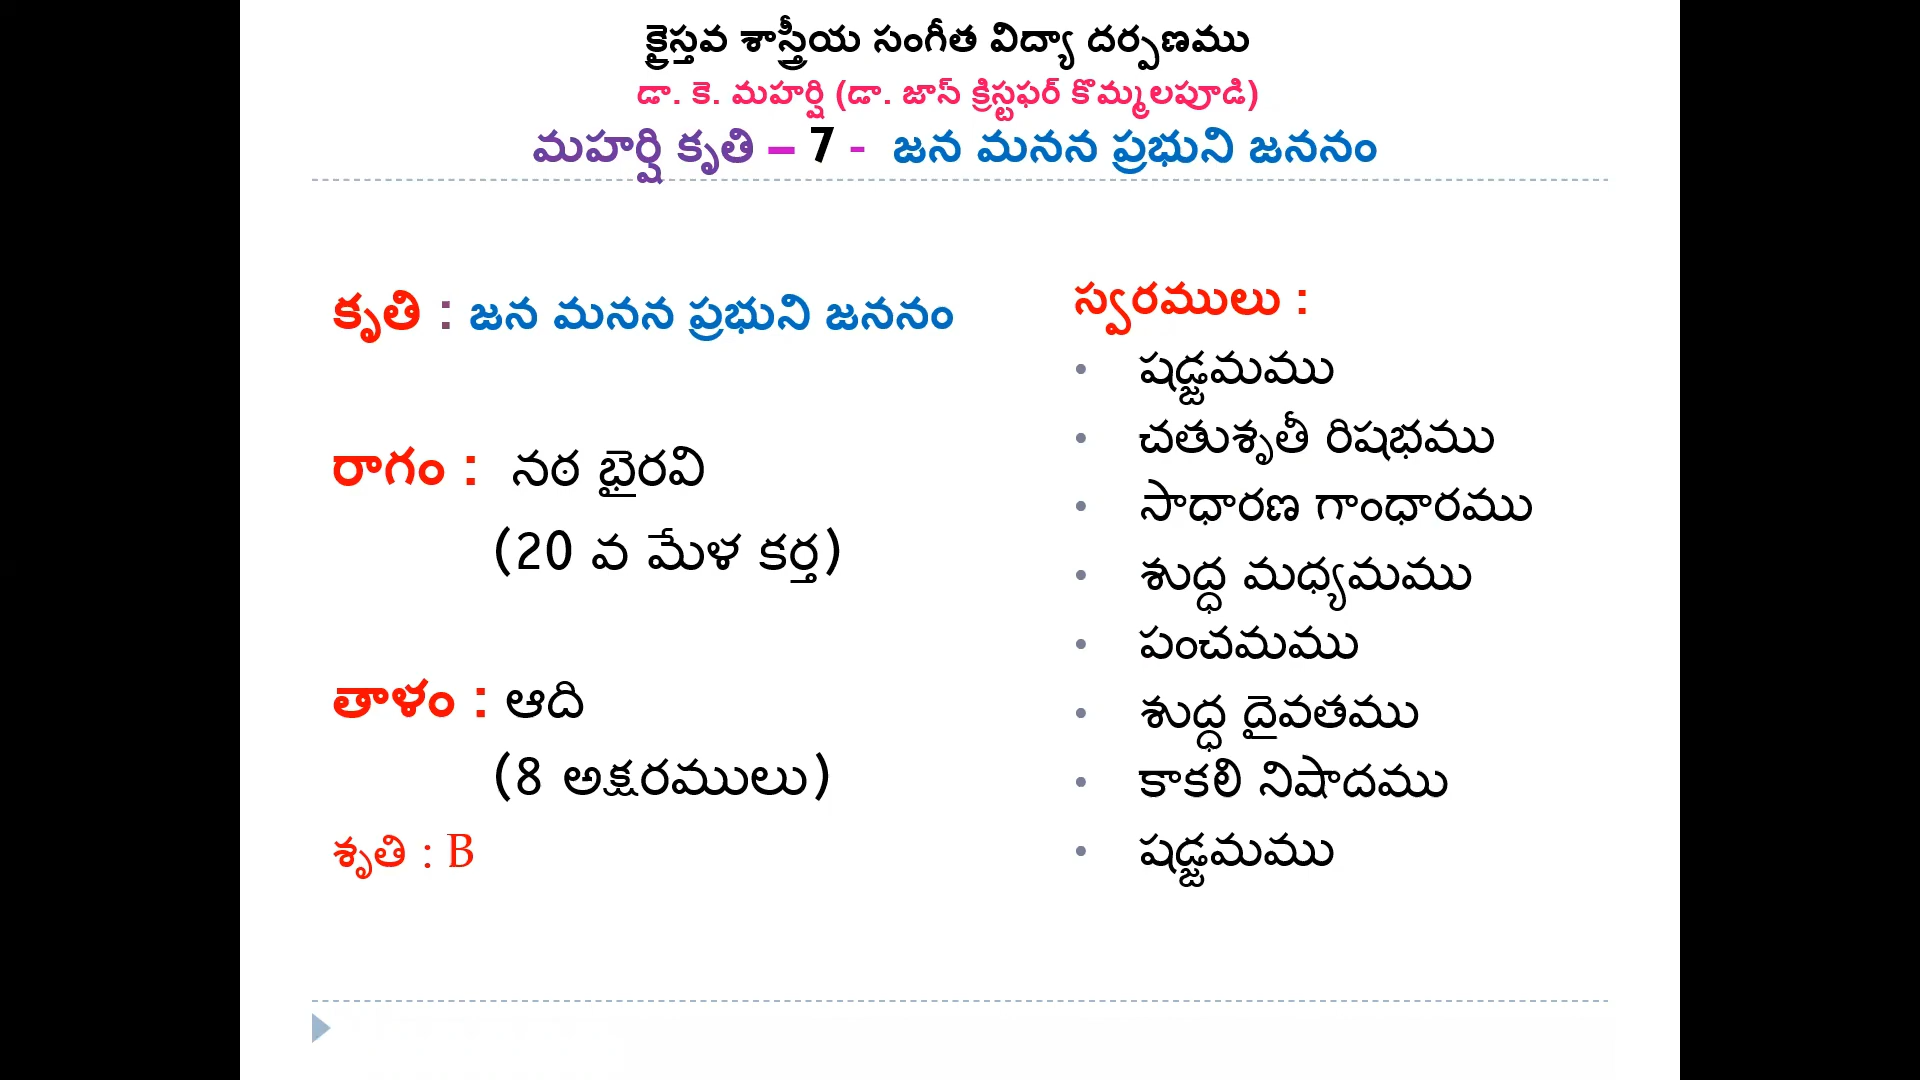 క్రైస్తవ శాస్త్రీయ సంగీత విద్యా దర్పణము
డా. కె. మహర్షి (డా. జాన్ క్రిస్టఫర్ కొమ్మలపూడి)
మహర్షి కృతి – 7 - జన మనన ప్రభుని జననం
కృతి : జన మనన ప్రభుని జననం
రాగం : నఠ భైరవి
(20 వ మేళ కర్త)
తాళం : ఆది
(8 అక్షరములు)
శృతి : B
స్వరములు :
• షడ్జమము
• చతుశృతీ రిషభము
• సాధారణ గాంధారము
• శుద్ధ మధ్యమము
• పంచమము
• శుద్ధ దైవతము
• కాకలి నిషాదము
• షడ్జమము